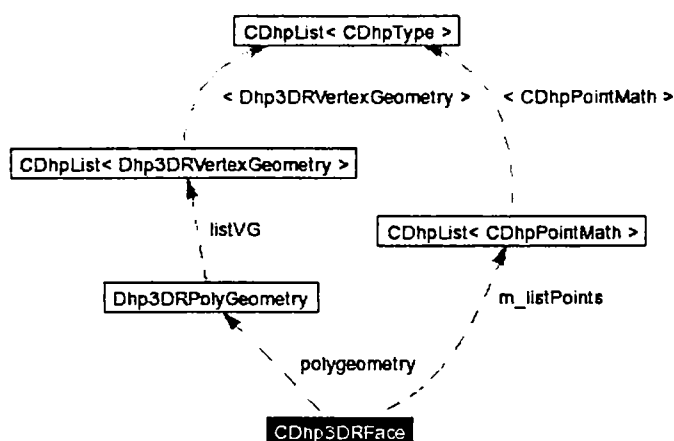 CDhpList< CDhpType >
< Dhp3DRVertexGeometry >
< CDhpPointMath >
CDhpList< Dhp3DRVertexGeometry >
listVG
CDhpList< CDhpPointMath >
Dhp3DRPolyGeometry
m_listPoints
polygeometry
CDhp3DRFace